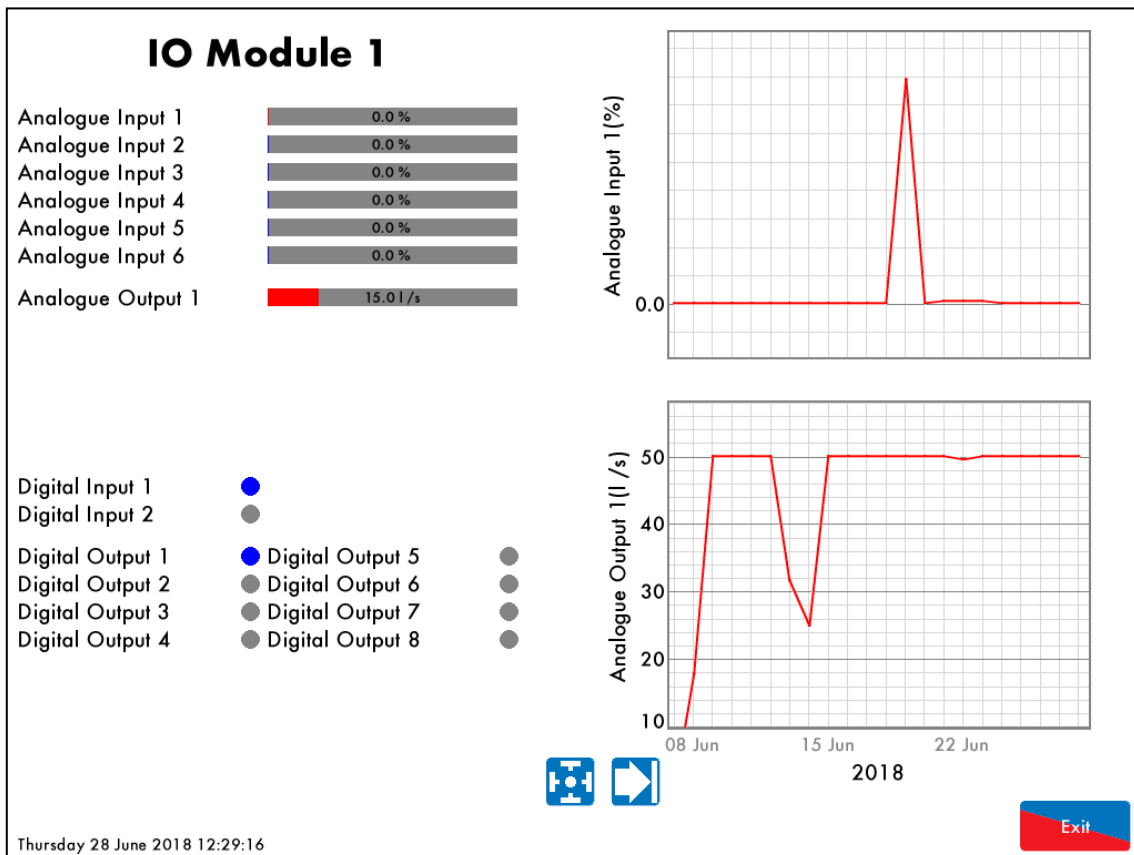 IO Module 1
Analogue Input 1 0.0 %
Analogue Input 2 0.0 %
Analogue Input 3 0.0 %
Analogue Input 4 0.0 %
Analogue Input 5 0.0 %
Analogue Input 6 0.0 %
Analogue Output 1 15.0 l /s
Digital Input 1
Digital Input 2
Digital Output 1 Digital Output 5
Digital Output 2 Digital Output 6
Digital Output 3 Digital Output 7
Digital Output 4 Digital Output 8
Analogue Input 1(%)
0.0
Analogue Output 1(l /s)
50
40
30
20
10
08 Jun 15 Jun 22 Jun
2018
Exit
Thursday 28 June 2018 12:29:16